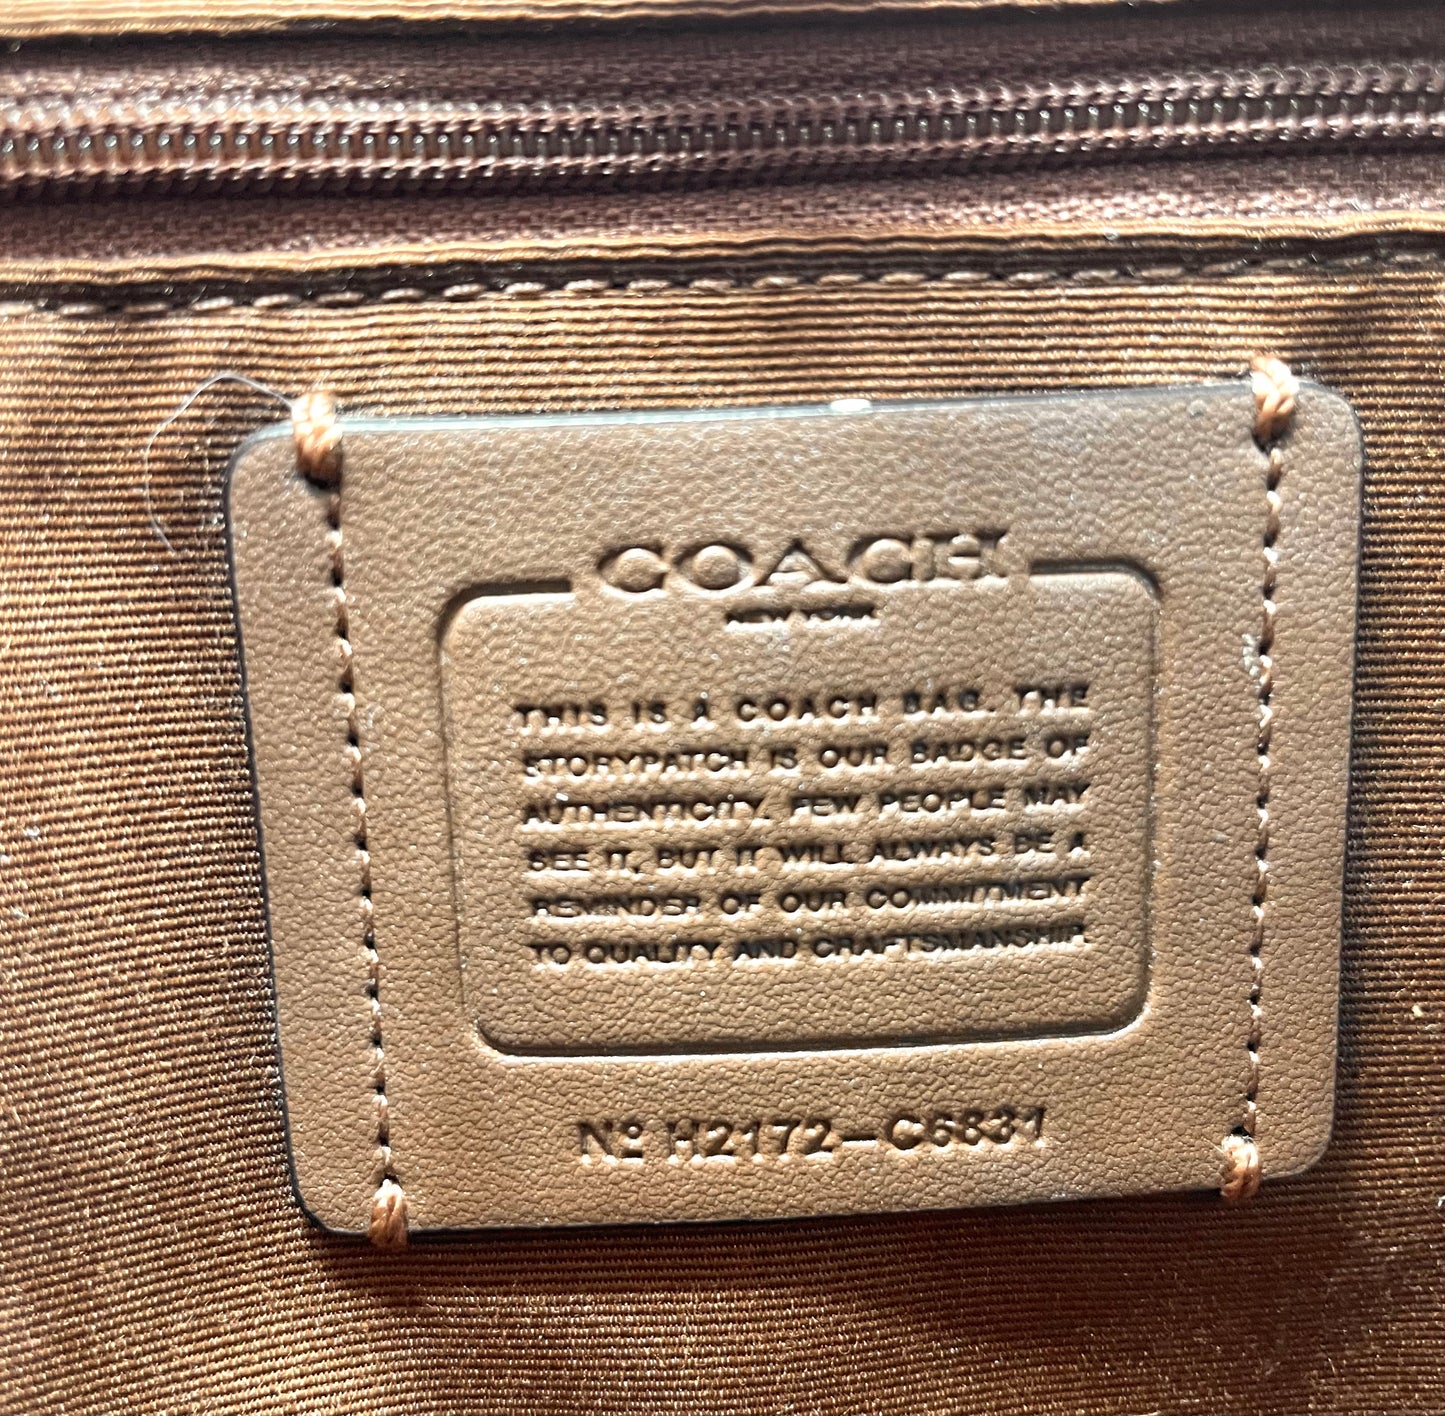 COACH
NEW YORK
THIS IS A COACH BAG. THE
STORYPATCH IS OUR BADGE OF
AUTHENTICITY. FEW PEOPLE MAY
SEE IT, BUT IT WILL ALWAYS BE A
REMINDER OF OUR COMMITMENT
TO QUALITY AND CRAFTSMANSHIP.
Nº H2172-C6831